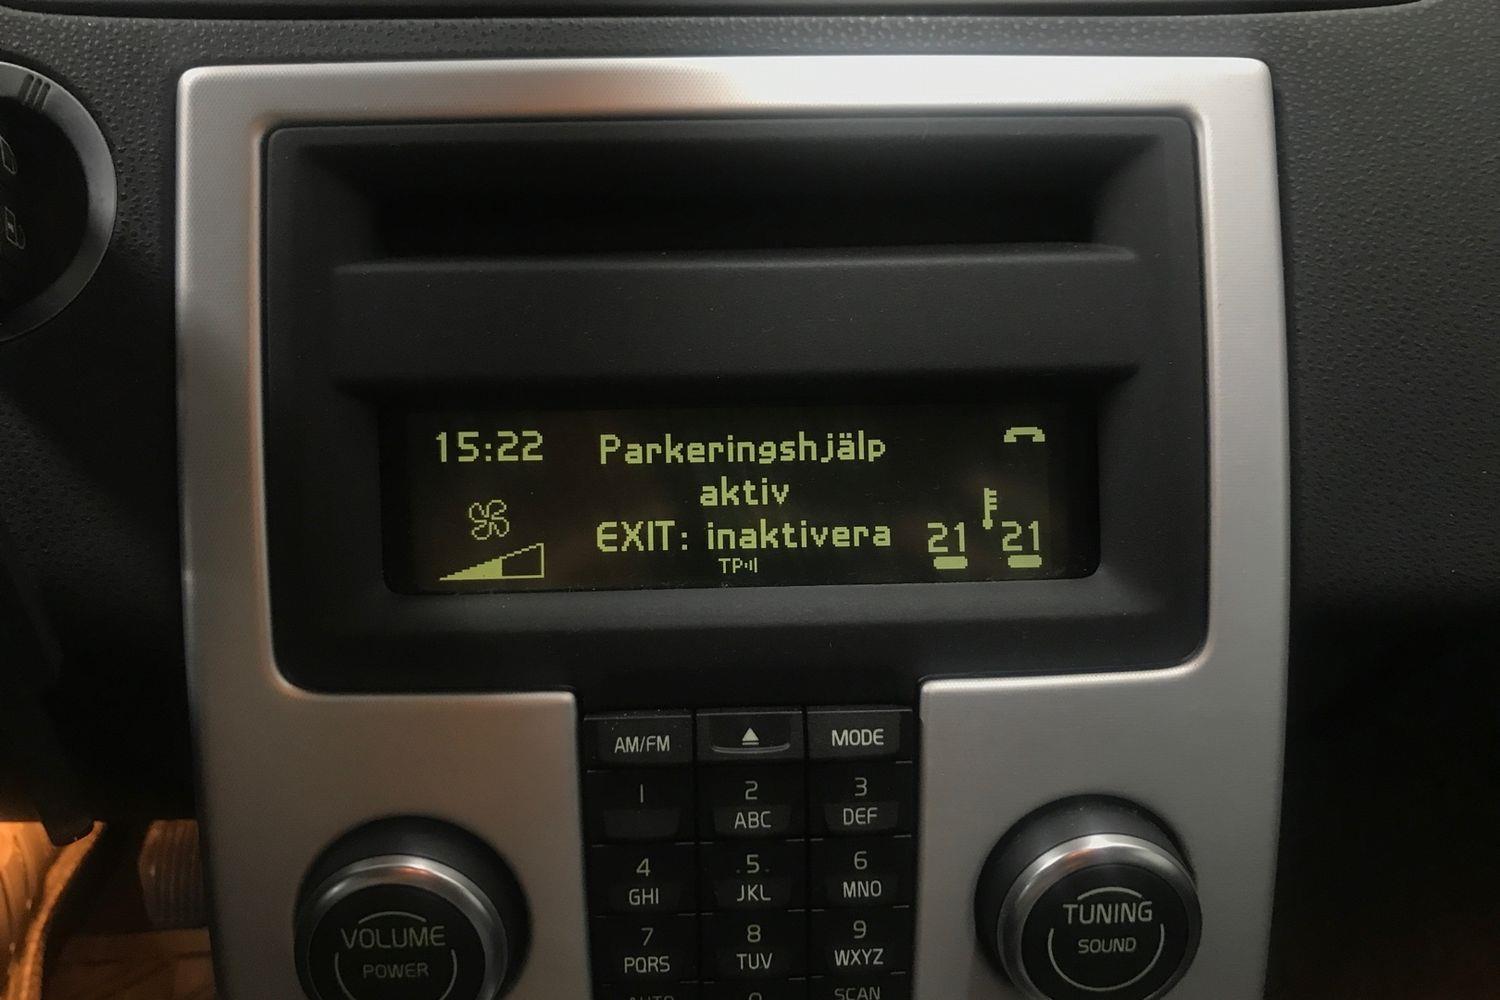 15:22 Parkeringshjälp
aktiv
EXIT: inaktivera 21 21
TP
AM/FM MODE
1 2 3
ABC DEF
4 5 6
GHI JKL MNO
7 8 9
PQRS TUV WXYZ
SCAN
VOLUME
POWER
TUNING
SOUND